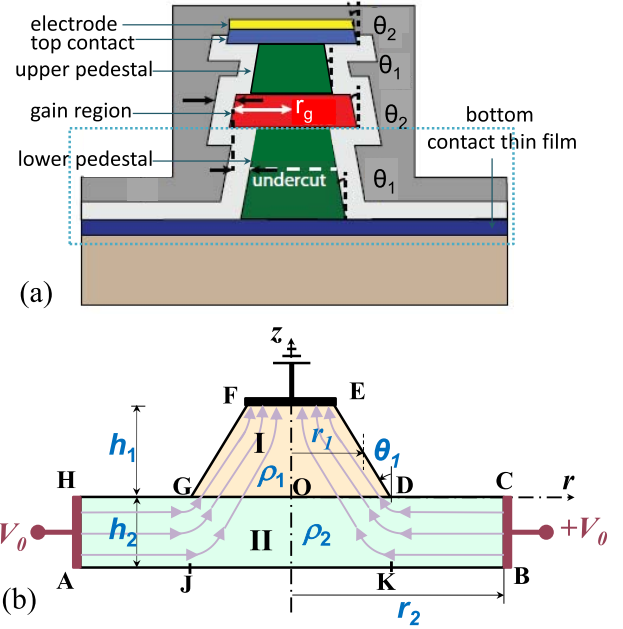 electrode
θ2
top contact
upper pedestal
θ1
gain region
rg
θ2
bottom
contact thin film
lower pedestal
undercut
θ1
(a)
z
F
E
h1
I
r1
θ1
H
G
ρ1
O
D
C
r
V0
h2
II
ρ2
+V0
A
J
K
B
(b)
r2